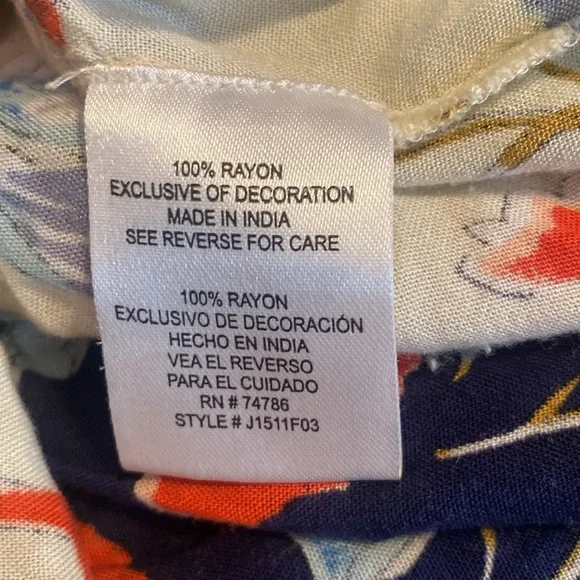 100% RAYON
EXCLUSIVE OF DECORATION
MADE IN INDIA
SEE REVERSE FOR CARE
100% RAYON
EXCLUSIVO DE DECORACIÓN
HECHO EN INDIA
VEA EL REVERSO
PARA EL CUIDADO
RN # 74786
STYLE # J1511F03